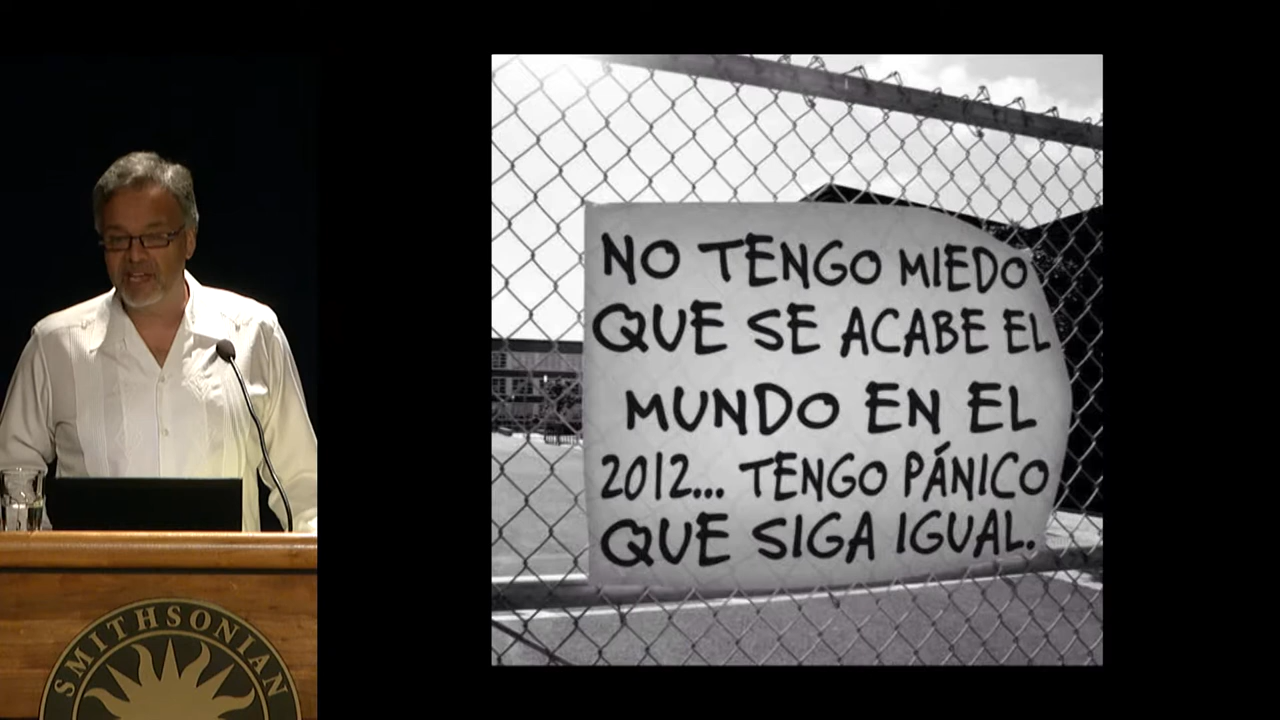 NO TENGO MIEDO
QUE SE ACABE EL
MUNDO EN EL
2012... TENGO PÁNICO
QUE SIGA IGUAL.
SMITHSONIAN